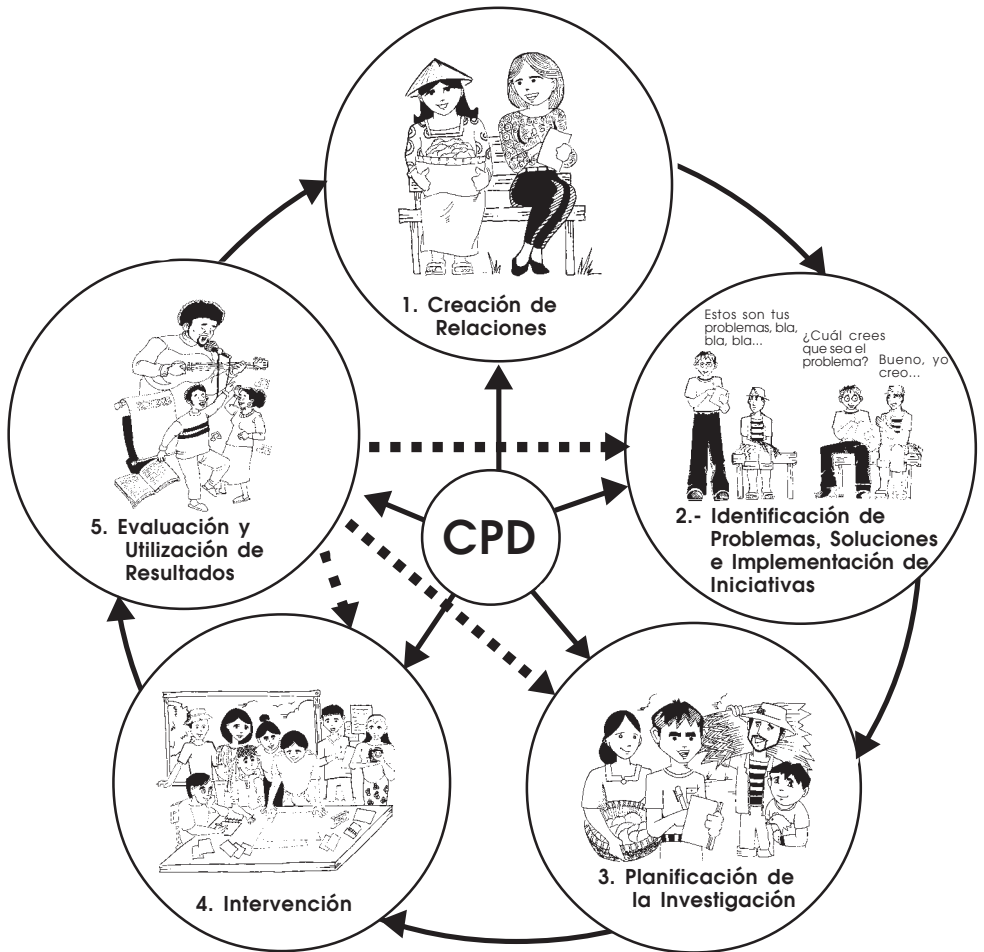 1. Creación de
Relaciones
Estos son tus
problemas, bla,
bla, bla...
¿Cuál crees
que sea el
problema?
Bueno, yo
creo...
2.- Identificación de
Problemas, Soluciones
e Implementación de
Iniciativas
3. Planificación de
la Investigación
4. Intervención
5. Evaluación y
Utilización de
Resultados
CPD